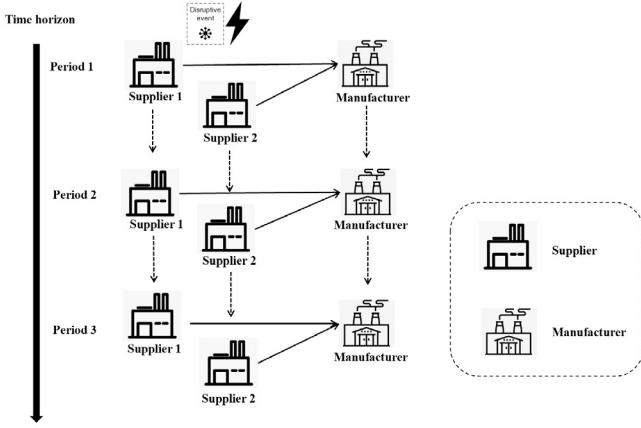 Time horizon
Disruptive
event
Period 1
Supplier 1
Manufacturer
Supplier 2
Period 2
Supplier 1
Manufacturer
Supplier 2
Supplier
Period 3
Manufacturer
Supplier 1
Manufacturer
Supplier 2